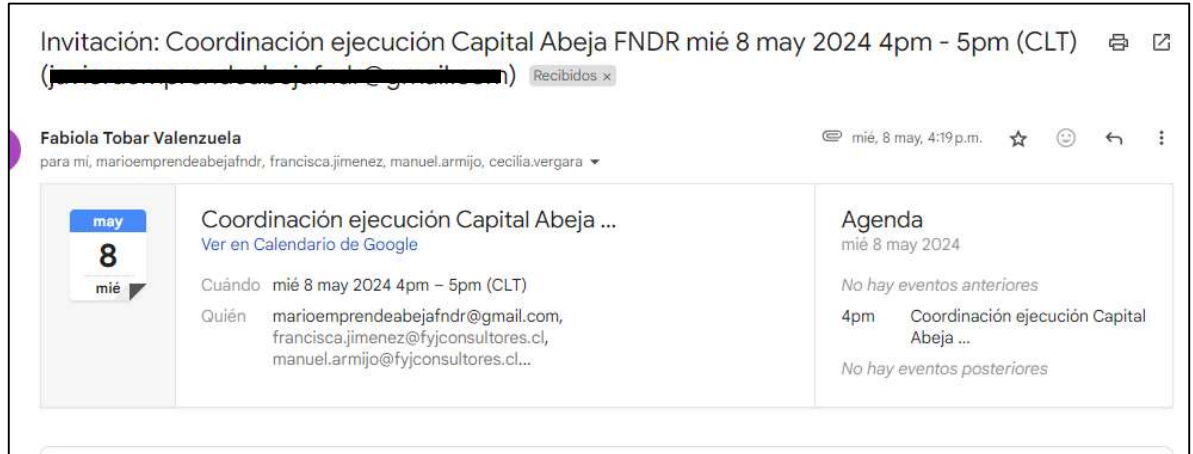 Invitación: Coordinación ejecución Capital Abeja FNDR mié 8 may 2024 4pm - 5pm (CLT)
Recibidos ×
Fabiola Tobar Valenzuela
mié, 8 may, 4:19 p.m.
para mí, marioemprendeabejafndr, francisca.jimenez, manuel.armijo, cecilia.vergara
may
8
mié
Coordinación ejecución Capital Abeja ...
Ver en Calendario de Google
Cuándo mié 8 may 2024 4pm – 5pm (CLT)
Quién marioemprendeabejafndr@gmail.com,
francisca.jimenez@fyjconsultores.cl,
manuel.armijo@fyjconsultores.cl...
Agenda
mié 8 may 2024
No hay eventos anteriores
4pm Coordinación ejecución Capital
Abeja ...
No hay eventos posteriores